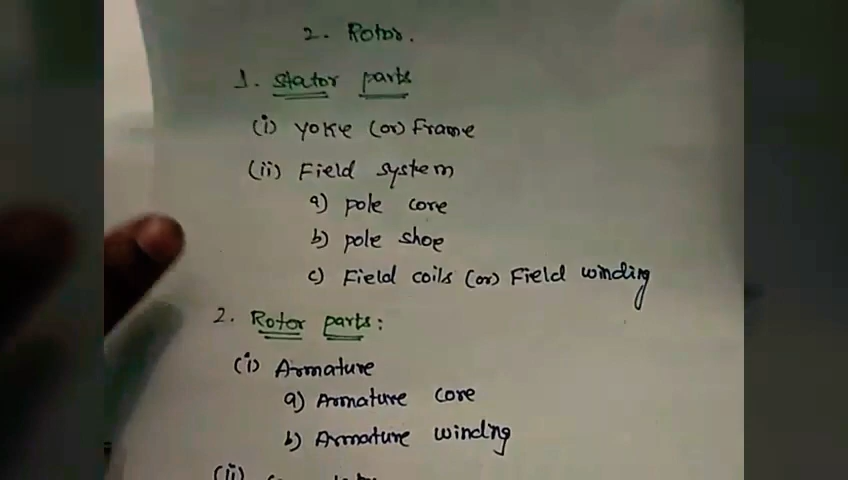 2. Rotor.
1. Stator parts
(i) Yoke (or) Frame
(ii) Field system
a) pole core
b) pole shoe
c) Field coils (or) Field winding
2. Rotor parts:
(i) Armature
a) Armature core
b) Armature winding
(ii)